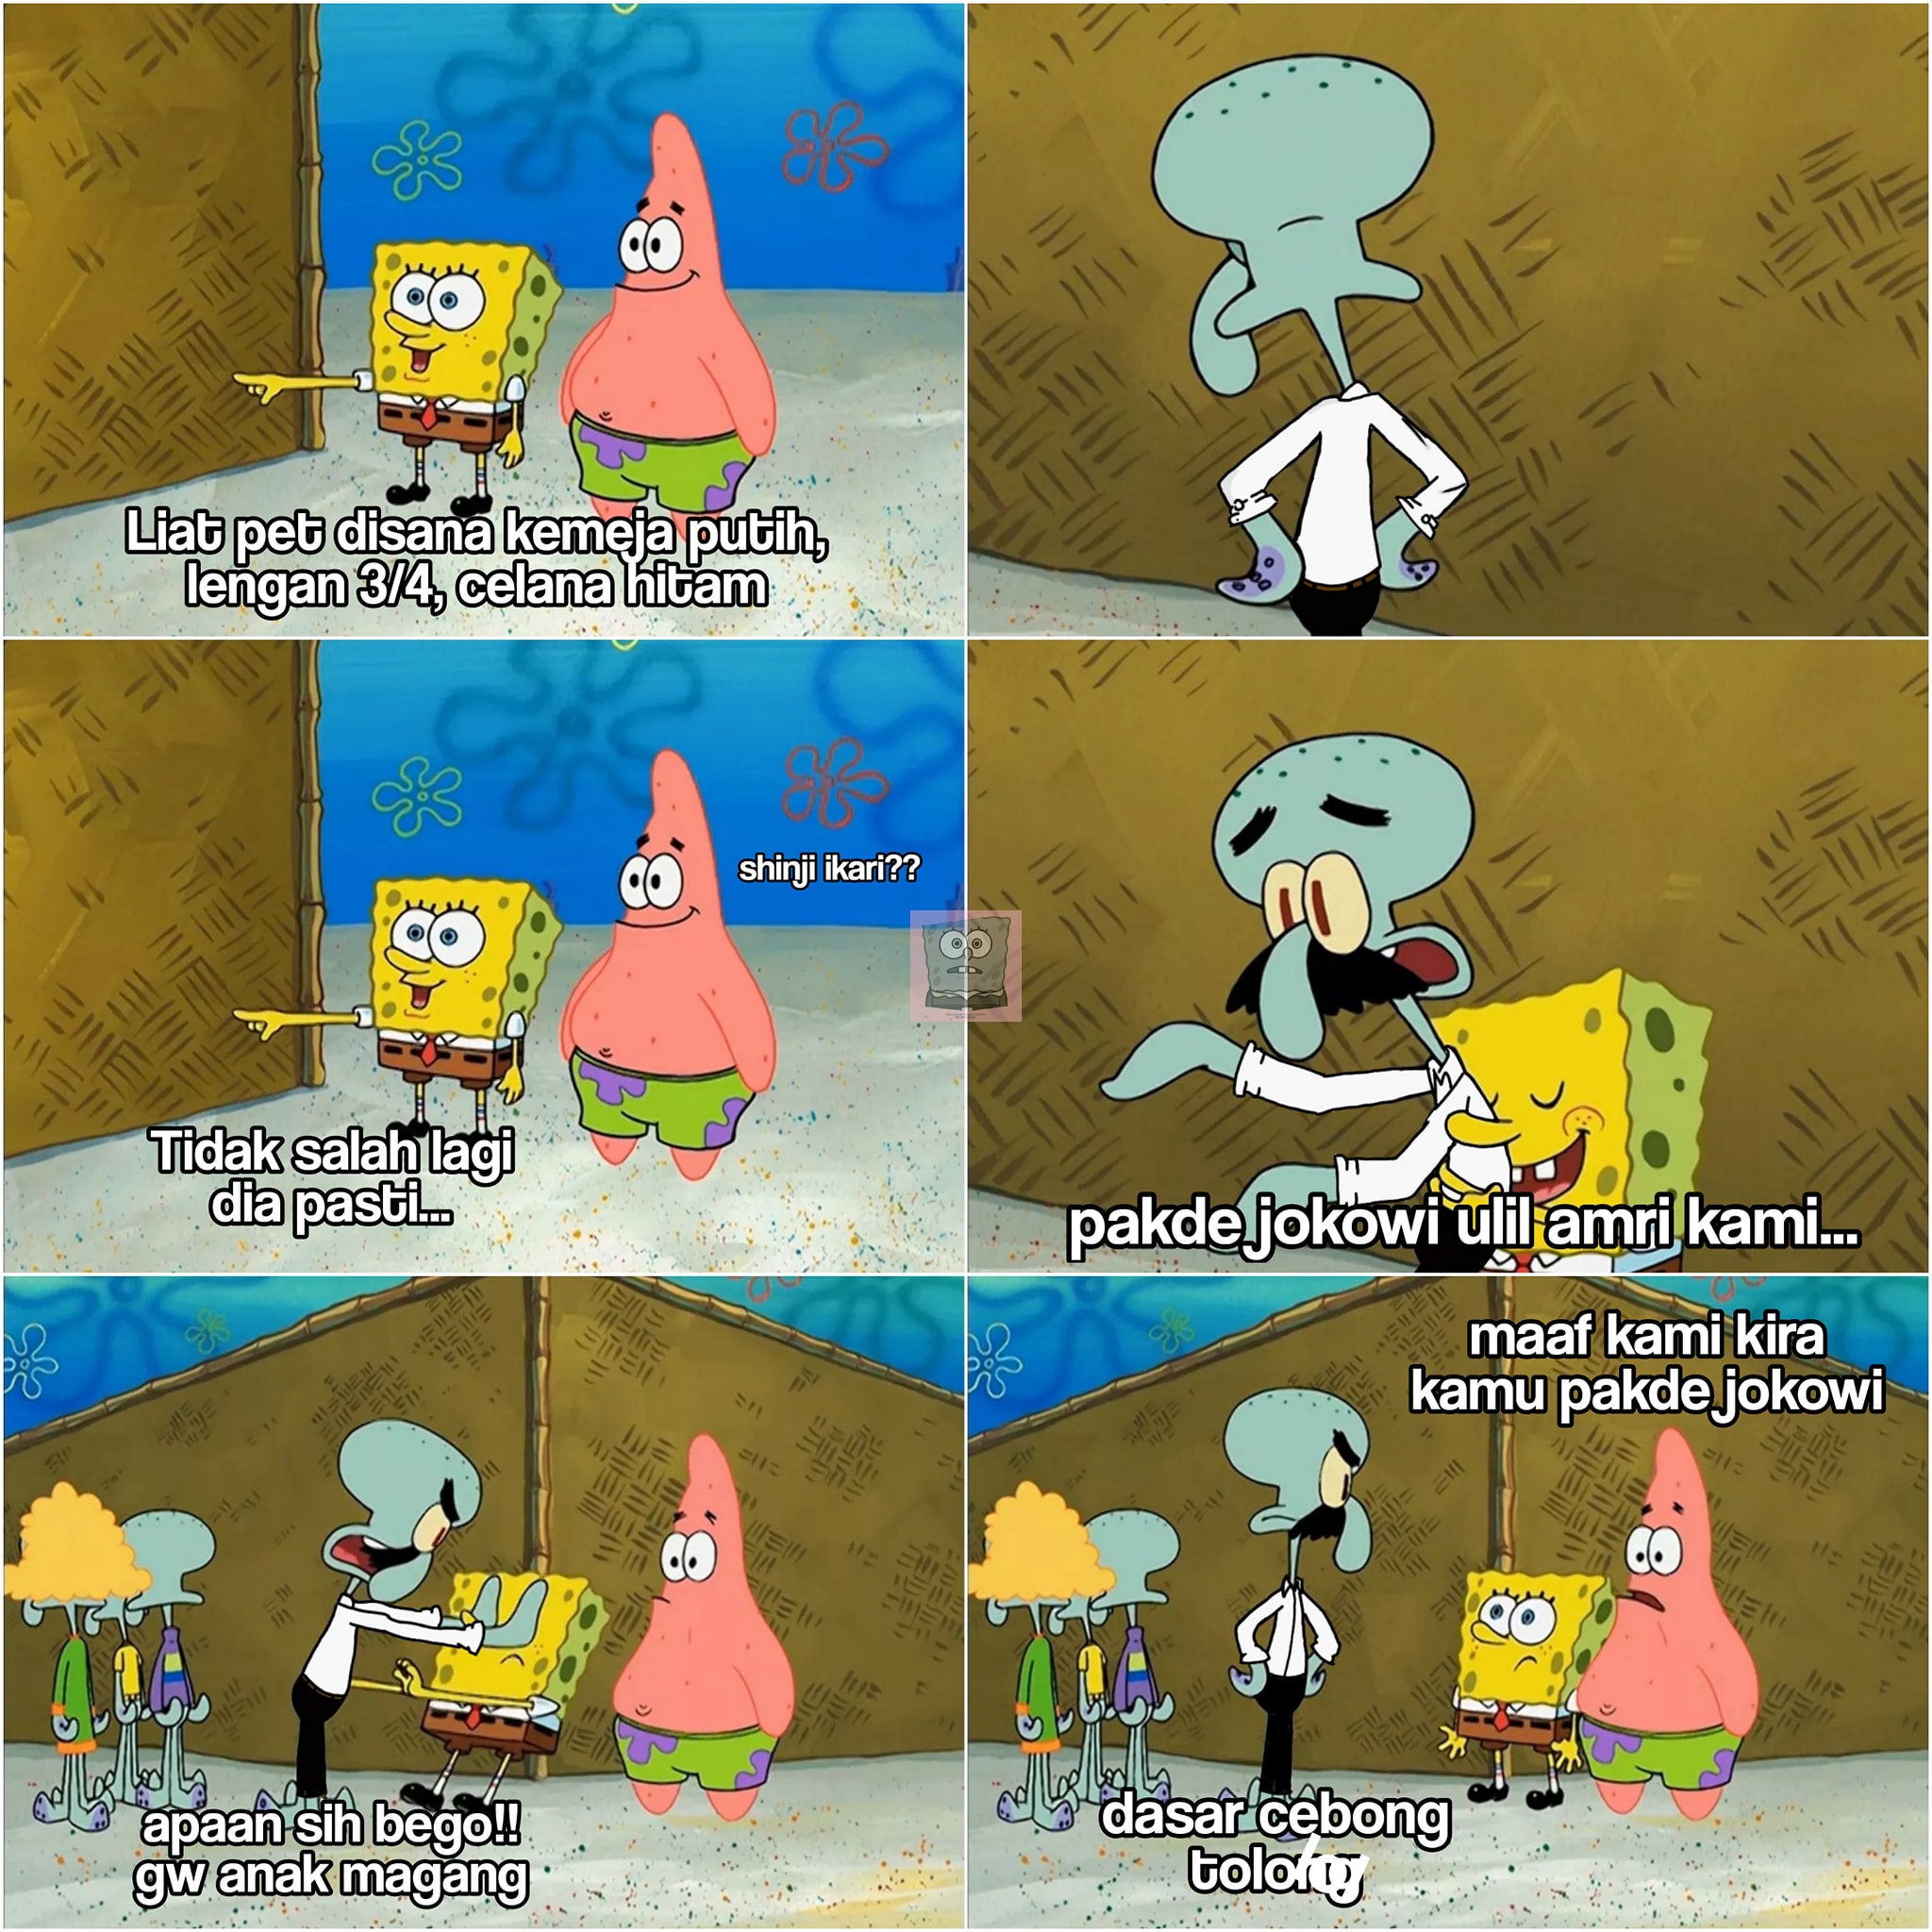 Liat pet disana kemeja putih,
lengan 3/4, celana hitam
shinji ikari??
Tidak salah lagi
dia pasti...
pakde jokowi ulil amri kami...
apaan sih bego!!
gw anak magang
maaf kami kira
kamu pakde jokowi
dasar cebong